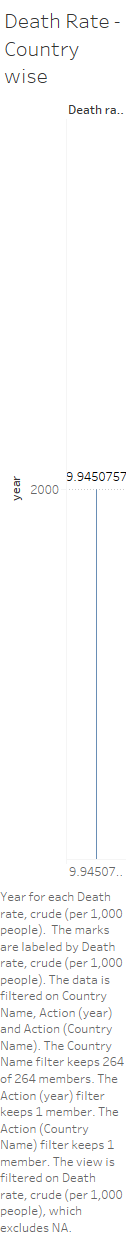 Death Rate -
Country
wise
Death ra..
9.9450757
2000
year
9.94507..
Year for each Death
rate, crude (per 1,000
people).  The marks
are labeled by Death
rate, crude (per 1,000
people). The data is
filtered on Country
Name, Action (year)
and Action (Country
Name). The Country
Name filter keeps 264
of 264 members. The
Action (year) filter
keeps 1 member. The
Action (Country
Name) filter keeps 1
member. The view is
filtered on Death
rate, crude (per 1,000
people), which
excludes NA.